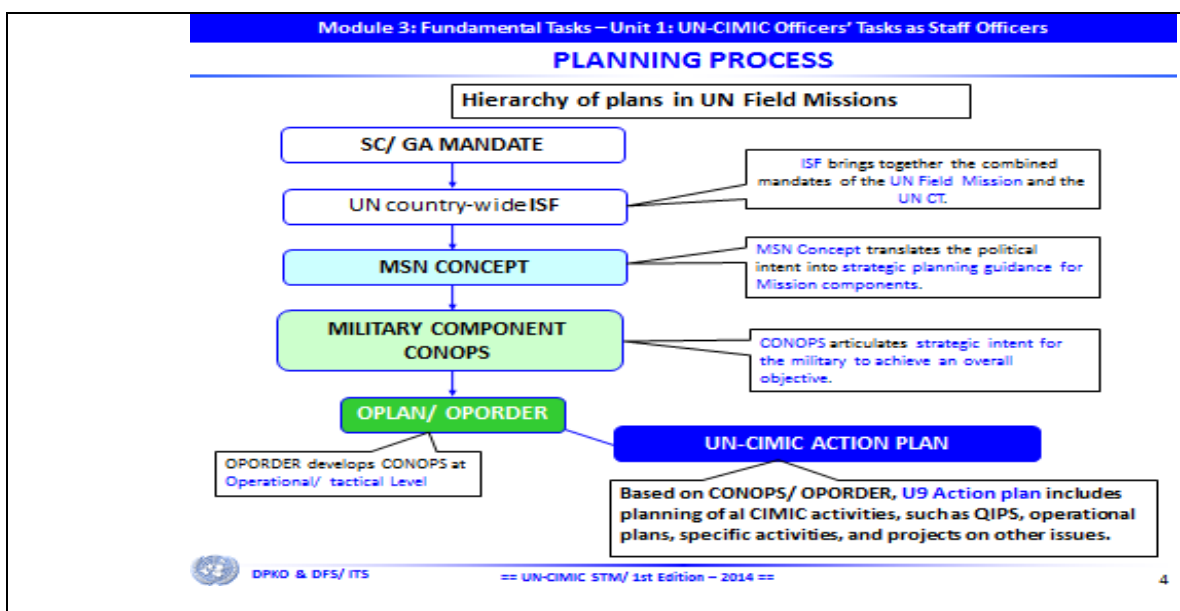 Module 3: Fundamental Tasks – Unit 1: UN-CIMIC Officers' Tasks as Staff Officers
PLANNING PROCESS
Hierarchy of plans in UN Field Missions
SC/ GA MANDATE
ISF brings together the combined
mandates of the UN Field Mission and the
UN CT.
UN country-wide ISF
MSN Concept translates the political
intent into strategic planning guidance for
Mission components.
MSN CONCEPT
MILITARY COMPONENT
CONOPS
CONOPS articulates strategic intent for
the military to achieve an overall
objective.
OPLAN/ OPORDER
UN-CIMIC ACTION PLAN
OPORDER develops CONOPS at
Operational/ tactical Level
Based on CONOPS/ OPORDER, U9 Action plan includes
planning of al CIMIC activities, such as QIPS, operational
plans, specific activities, and projects on other issues.
DPKO & DFS/ ITS
== UN-CIMIC STM/ 1st Edition – 2014 ==
4